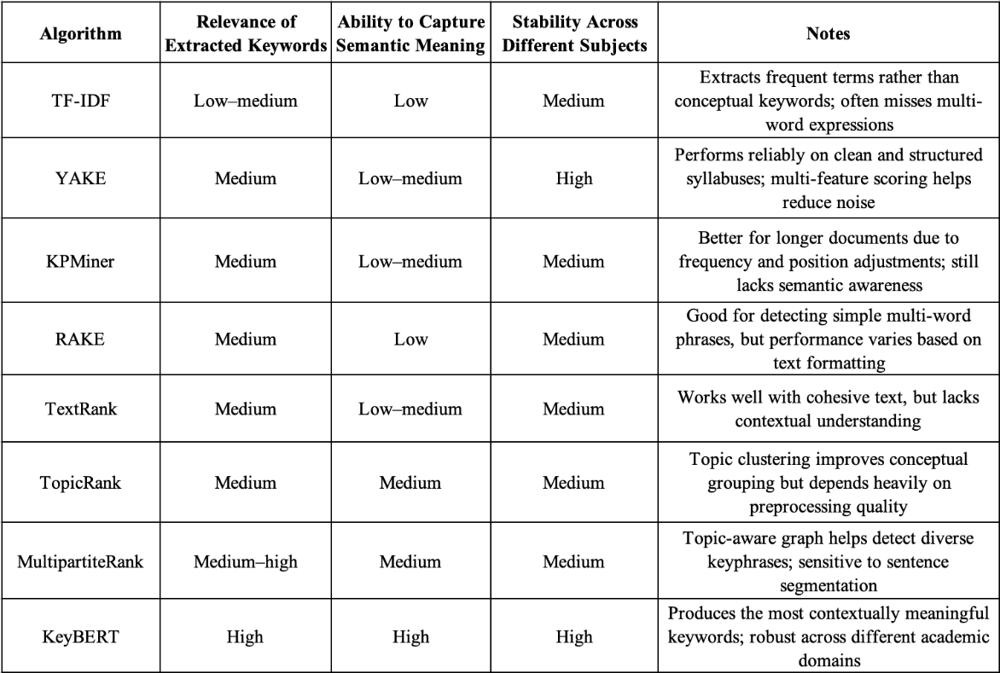 Algorithm
Relevance of
Extracted Keywords
Ability to Capture
Semantic Meaning
Stability Across
Different Subjects
Notes
TF-IDF
Low–medium
Low
Medium
Extracts frequent terms rather than
conceptual keywords; often misses multi-
word expressions
YAKE
Medium
Low–medium
High
Performs reliably on clean and structured
syllabuses; multi-feature scoring helps
reduce noise
KPMiner
Medium
Low–medium
Medium
Better for longer documents due to
frequency and position adjustments; still
lacks semantic awareness
RAKE
Medium
Low
Medium
Good for detecting simple multi-word
phrases, but performance varies based on
text formatting
TextRank
Medium
Low–medium
Medium
Works well with cohesive text, but lacks
contextual understanding
TopicRank
Medium
Medium
Medium
Topic clustering improves conceptual
grouping but depends heavily on
preprocessing quality
MultipartiteRank
Medium–high
Medium
Medium
Topic-aware graph helps detect diverse
keyphrases; sensitive to sentence
segmentation
KeyBERT
High
High
High
Produces the most contextually meaningful
keywords; robust across different academic
domains